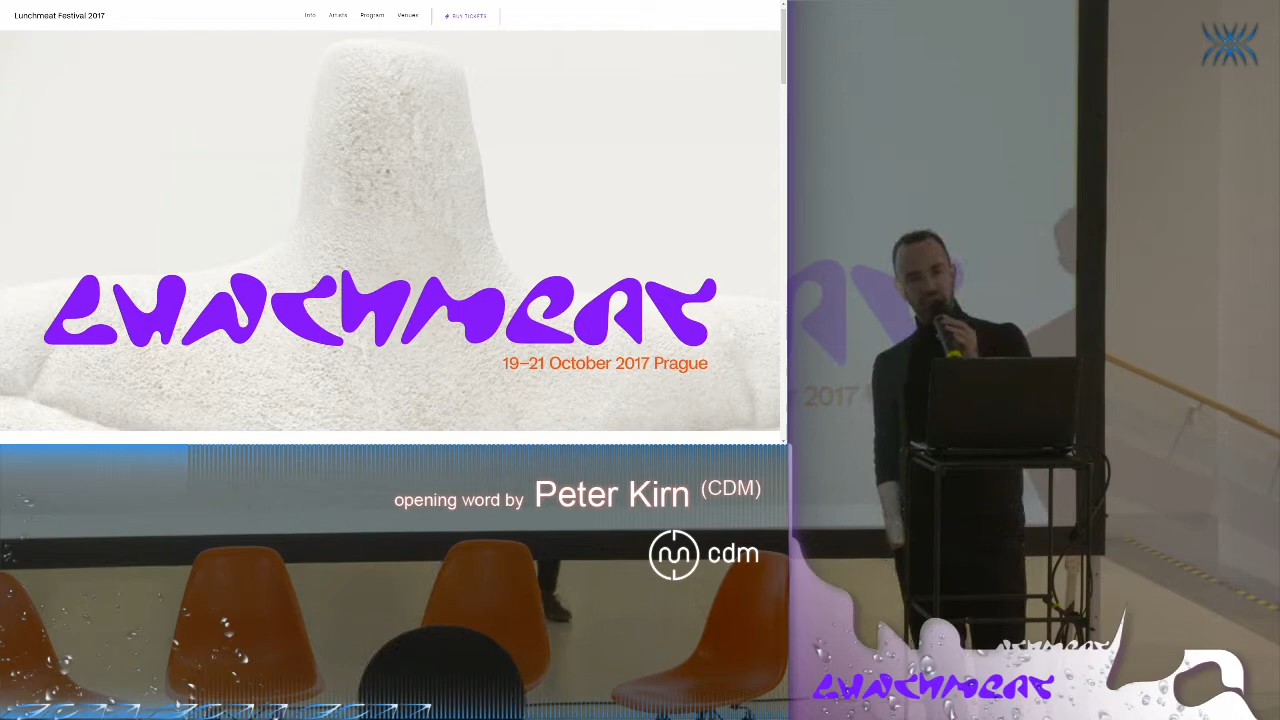 Lunchmeat Festival 2017
Info Artists Program Venues BUY TICKETS
LUNCHMEAT
19–21 October 2017 Prague
2017
opening word by Peter Kirn (CDM)
cdm
LUNCHMEAT